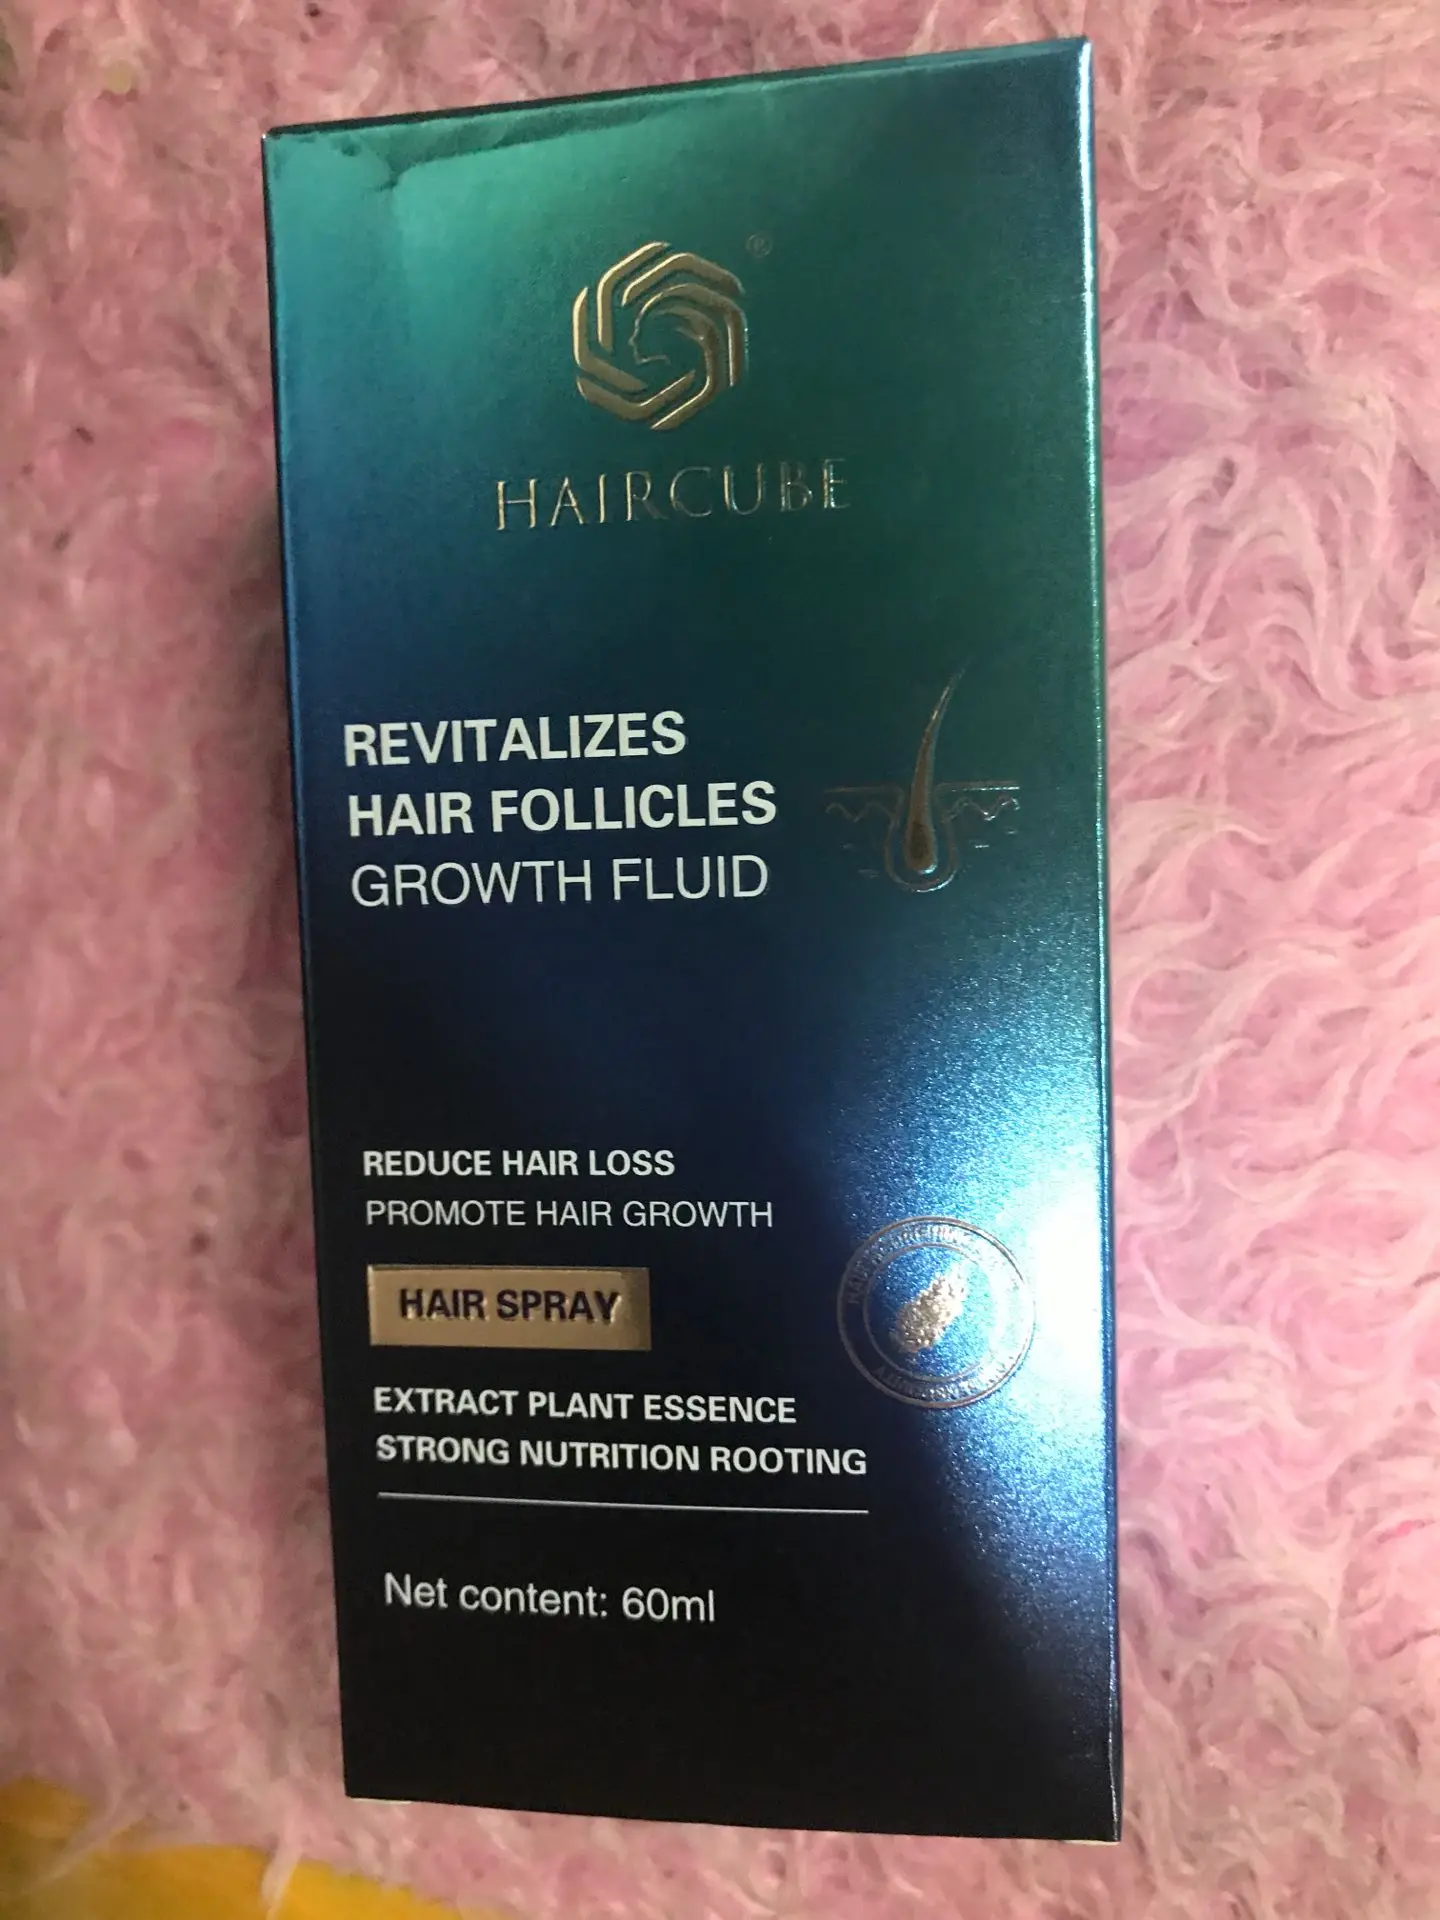 ®
HAIRCUBE
REVITALIZES
HAIR FOLLICLES
GROWTH FLUID
REDUCE HAIR LOSS
PROMOTE HAIR GROWTH
HAIR SPRAY
EXTRACT PLANT ESSENCE
STRONG NUTRITION ROOTING
Net content: 60ml